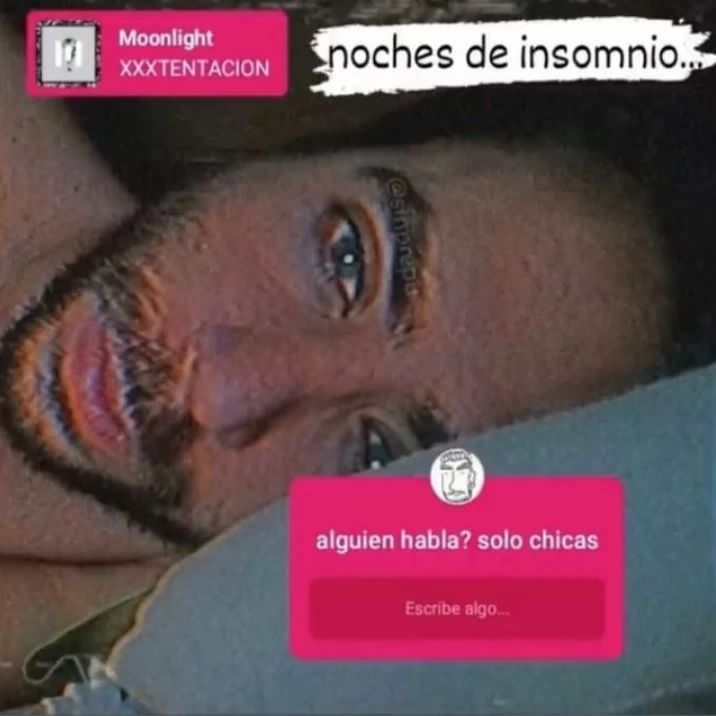 Moonlight
XXXTENTACION
noches de insomnio...
alguien habla? solo chicas
Escribe algo...